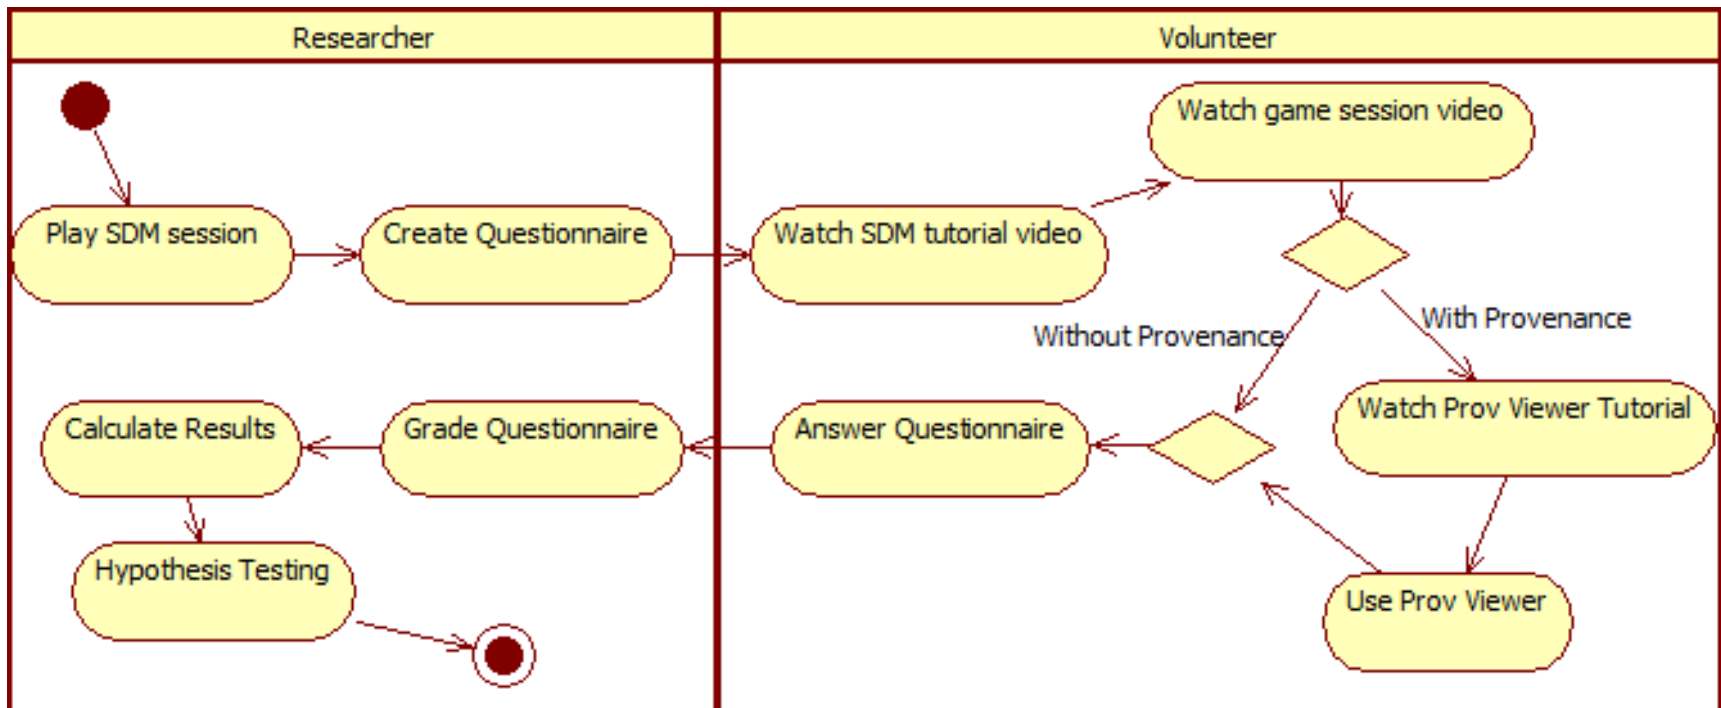 Researcher
Volunteer
Watch game session video
Play SDM session
Create Questionnaire
Watch SDM tutorial video
Without Provenance
With Provenance
Calculate Results
Grade Questionnaire
Answer Questionnaire
Watch Prov Viewer Tutorial
Hypothesis Testing
Use Prov Viewer